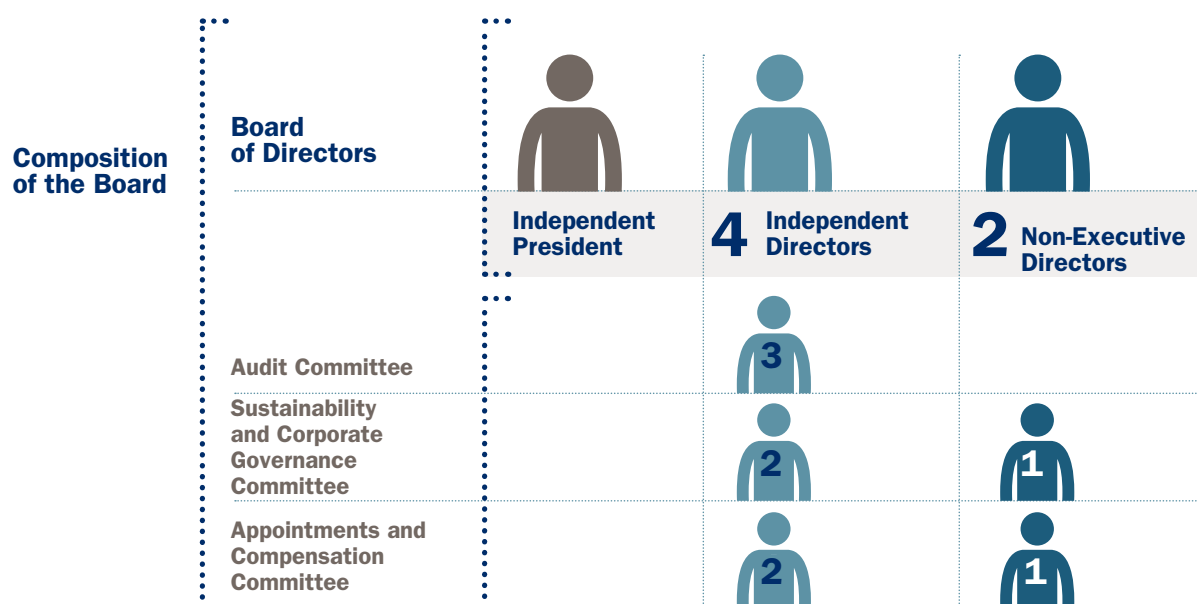 Composition
of the Board
Board
of Directors
Independent
President
4 Independent
Directors
2 Non-Executive
Directors
Audit Committee
3
Sustainability
and Corporate
Governance
Committee
2
1
Appointments and
Compensation
Committee
2
1